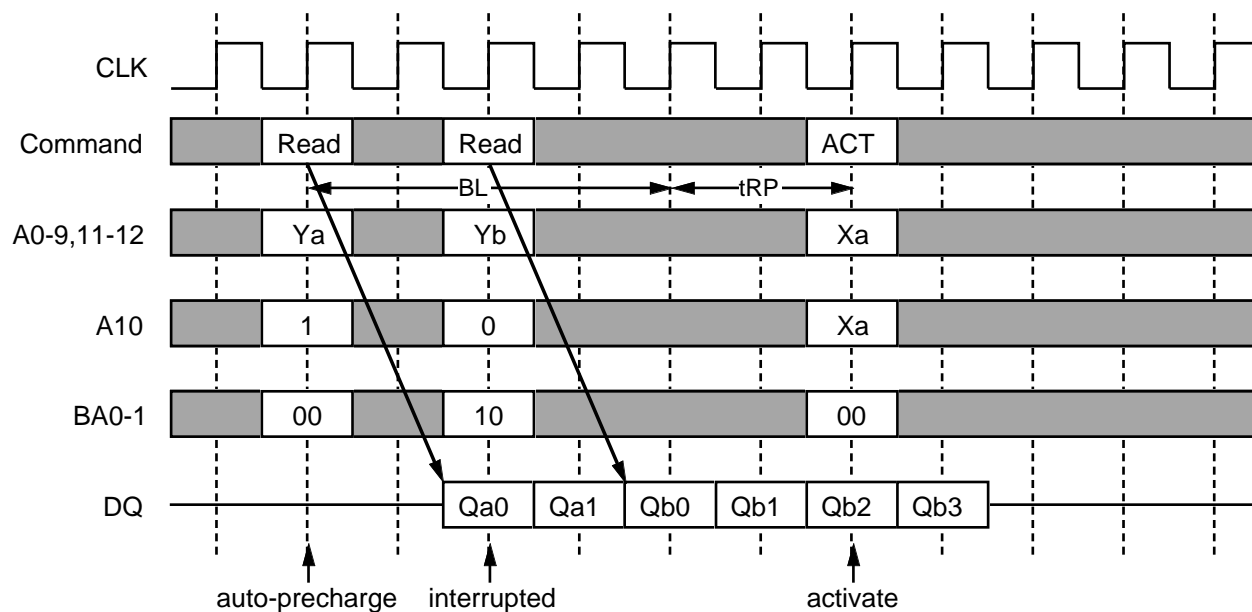 CLK
Command Read Read ACT
BL tRP
A0-9,11-12 Ya Yb Xa
A10 1 0 Xa
BA0-1 00 10 00
DQ Qa0 Qa1 Qb0 Qb1 Qb2 Qb3
auto-precharge interrupted activate